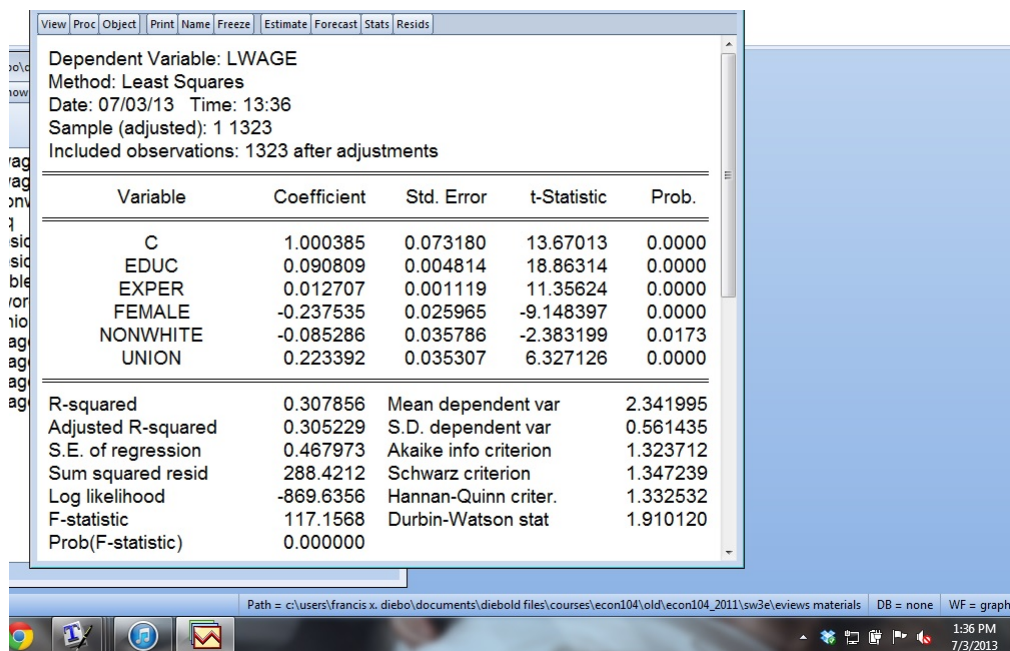 View Proc Object Print Name Freeze Estimate Forecast Stats Resids
Dependent Variable: LWAGE
Method: Least Squares
Date: 07/03/13 Time: 13:36
Sample (adjusted): 1 1323
Included observations: 1323 after adjustments
Variable Coefficient Std. Error t-Statistic Prob.
C 1.000385 0.073180 13.67013 0.0000
EDUC 0.090809 0.004814 18.86314 0.0000
EXPER 0.012707 0.001119 11.35624 0.0000
FEMALE -0.237535 0.025965 -9.148397 0.0000
NONWHITE -0.085286 0.035786 -2.383199 0.0173
UNION 0.223392 0.035307 6.327126 0.0000
R-squared 0.307856 Mean dependent var 2.341995
Adjusted R-squared 0.305229 S.D. dependent var 0.561435
S.E. of regression 0.467973 Akaike info criterion 1.323712
Sum squared resid 288.4212 Schwarz criterion 1.347239
Log likelihood -869.6356 Hannan-Quinn criter. 1.332532
F-statistic 117.1568 Durbin-Watson stat 1.910120
Prob(F-statistic) 0.000000
Path = c:\users\francis x. diebo\documents\diebold files\courses\econ104\old\econ104_2011\sw3e\eviews materials DB = none WF = graph
1:36 PM
7/3/2013